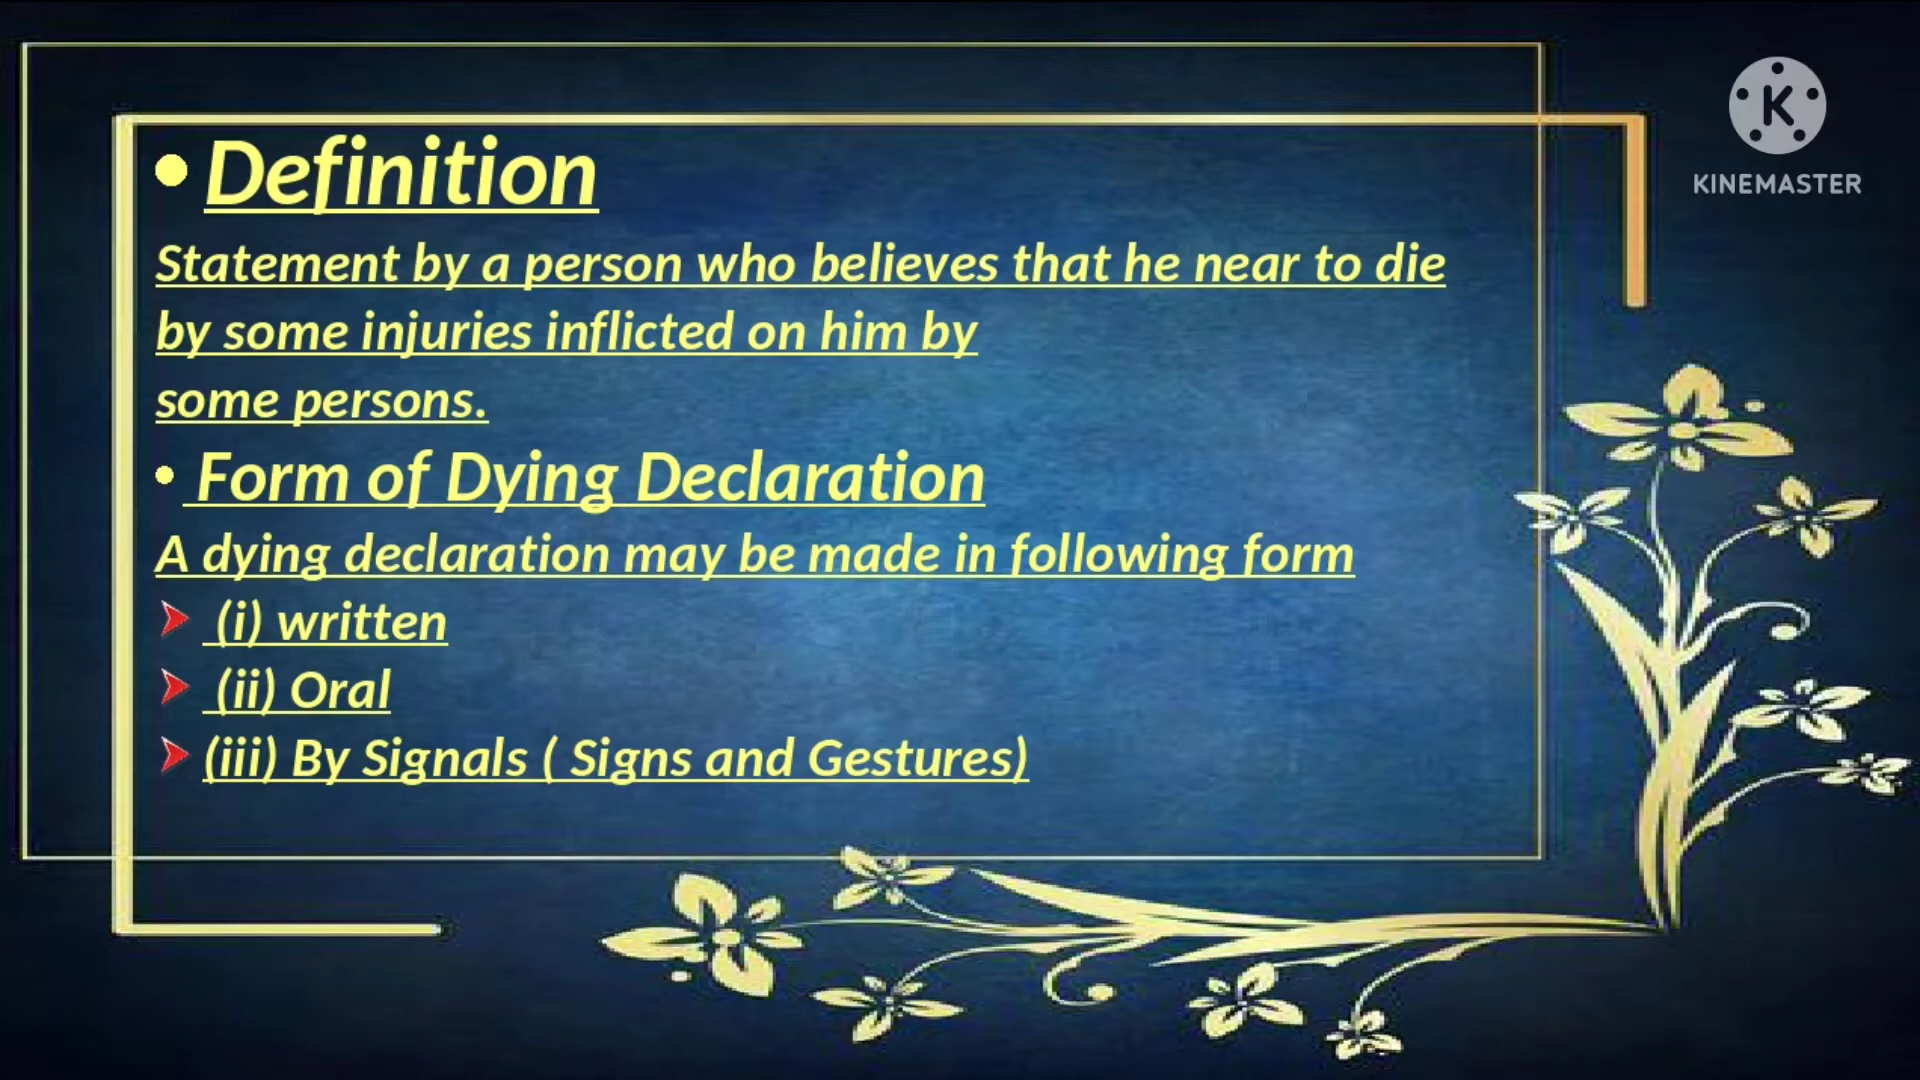 • Definition
Statement by a person who believes that he near to die
by some injuries inflicted on him by
some persons.
• Form of Dying Declaration
A dying declaration may be made in following form
➤ (i) written
➤ (ii) Oral
➤ (iii) By Signals ( Signs and Gestures)
K
KINEMASTER